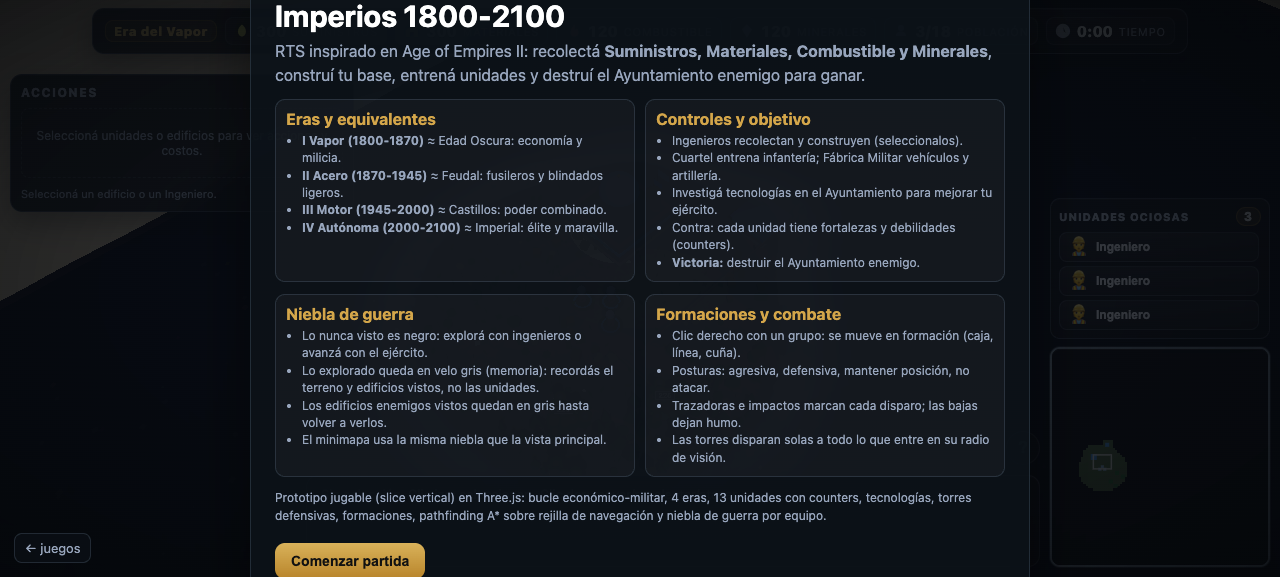 Imperios 1800-2100
RTS inspirado en Age of Empires II: recolectá Suministros, Materiales, Combustible y Minerales,
construí tu base, entrená unidades y destruí el Ayuntamiento enemigo para ganar.
Era del Vapor
0:00 TIEMPO
ACCIONES
Seleccioná unidades o edificios para v
costos.
Seleccioná un edificio o un Ingeniero.
Eras y equivalentes
• I Vapor (1800-1870) ≈ Edad Oscura: economía y
milicia.
• II Acero (1870-1945) ≈ Feudal: fusileros y blindados
ligeros.
• III Motor (1945-2000) ≈ Castillos: poder combinado.
• IV Autónoma (2000-2100) ≈ Imperial: élite y maravilla.
Controles y objetivo
• Ingenieros recolectan y construyen (seleccionalos).
• Cuartel entrena infantería; Fábrica Militar vehículos y
artillería.
• Investigá tecnologías en el Ayuntamiento para mejorar tu
ejército.
• Contra: cada unidad tiene fortalezas y debilidades
(counters).
• Victoria: destruir el Ayuntamiento enemigo.
Niebla de guerra
• Lo nunca visto es negro: explorá con ingenieros o
avanzá con el ejército.
• Lo explorado queda en velo gris (memoria): recordás el
terreno y edificios vistos, no las unidades.
• Los edificios enemigos vistos quedan en gris hasta
volver a verlos.
• El minimapa usa la misma niebla que la vista principal.
Formaciones y combate
• Clic derecho con un grupo: se mueve en formación (caja,
línea, cuña).
• Posturas: agresiva, defensiva, mantener posición, no
atacar.
• Trazadoras e impactos marcan cada disparo; las bajas
dejan humo.
• Las torres disparan solas a todo lo que entre en su radio
de visión.
UNIDADES OCIOSAS 3
Ingeniero
Ingeniero
Ingeniero
Prototipo jugable (slice vertical) en Three.js: bucle económico-militar, 4 eras, 13 unidades con counters, tecnologías, torres
defensivas, formaciones, pathfinding A* sobre rejilla de navegación y niebla de guerra por equipo.
← juegos
Comenzar partida